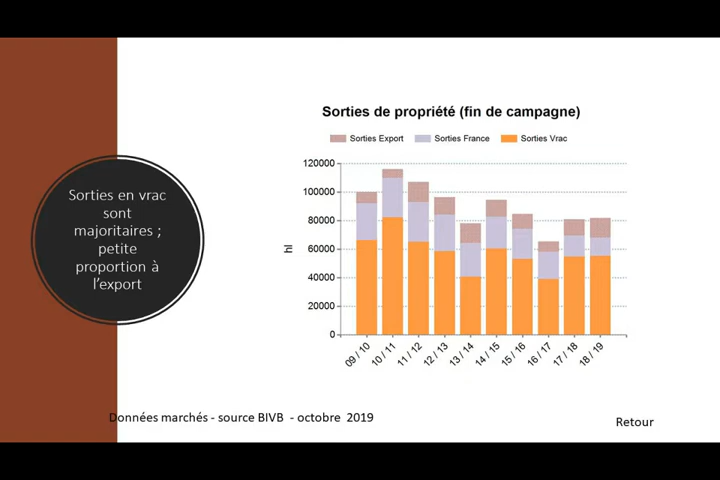 Sorties de propriété (fin de campagne)
Sorties Export
Sorties France
Sorties Vrac
Sorties en vrac
sont
majoritaires ;
petite
proportion à
l’export
120000
100000
80000
60000
40000
20000
0
hl
09 / 10
10 / 11
11 / 12
12 / 13
13 / 14
14 / 15
15 / 16
16 / 17
17 / 18
18 / 19
Données marchés - source BIVB - octobre 2019
Retour